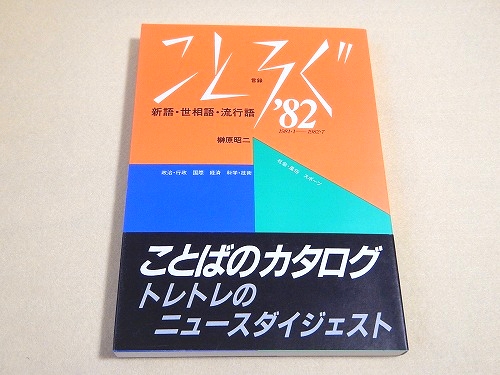 ことろぐ
言録
'82
新語・世相語・流行語
1981・1──1982・7
榊原昭二
政治・行政 国際 経済 科学・技術
社会・風俗 スポーツ
ことばのカタログ
トレトレの
ニュースダイジェスト